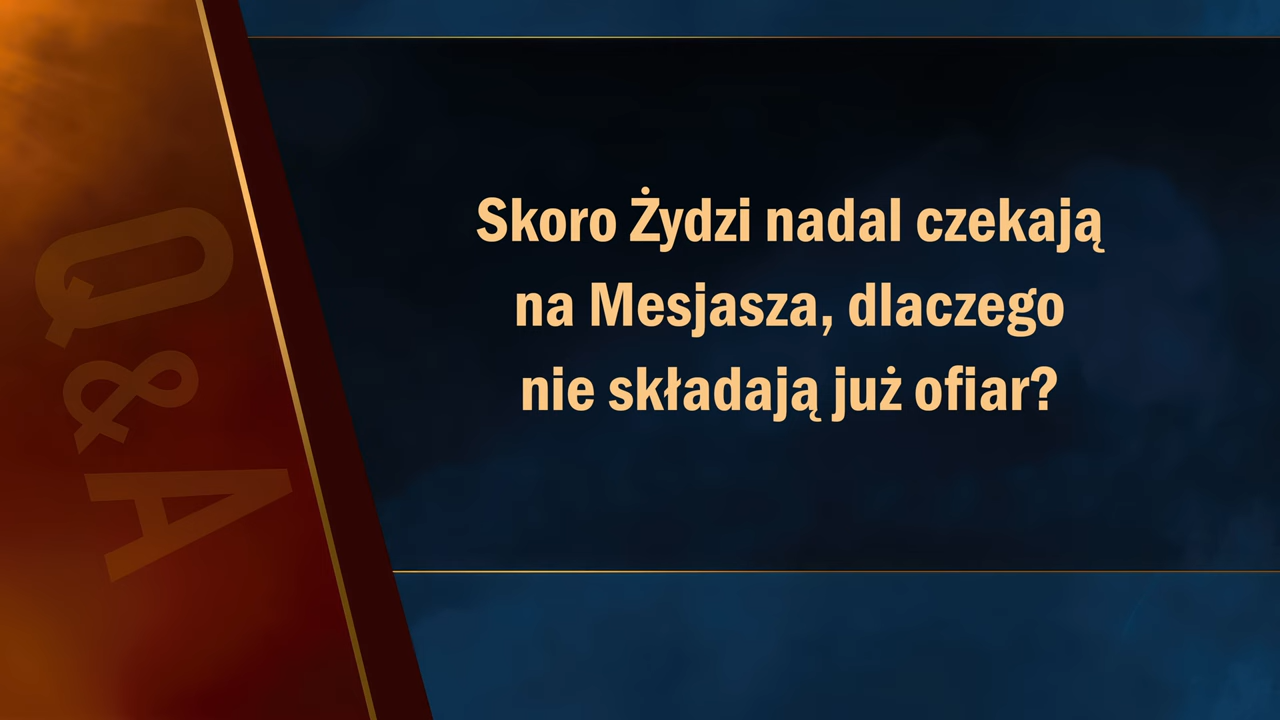 Q&A
Skoro Żydzi nadal czekają
na Mesjasza, dlaczego
nie składają już ofiar?